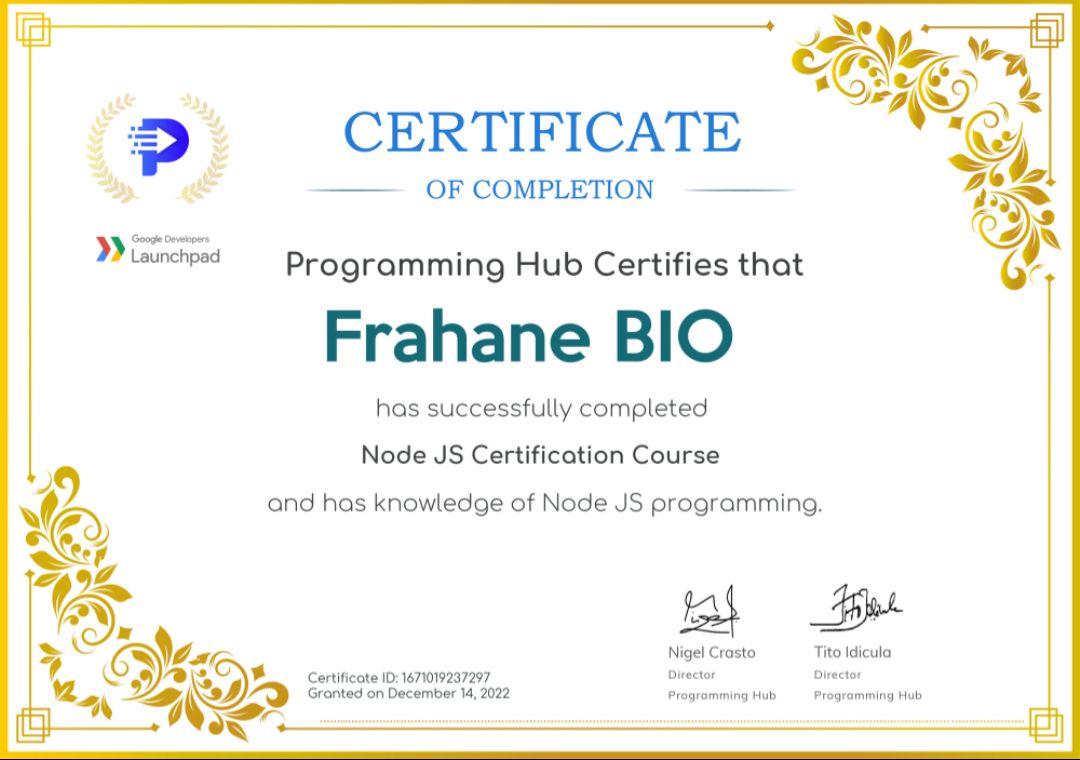 CERTIFICATE
OF COMPLETION
Google Developers
Launchpad
Programming Hub Certifies that
Frahane BIO
has successfully completed
Node JS Certification Course
and has knowledge of Node JS programming.
Nigel Crasto
Director
Programming Hub
Tito Idicula
Director
Programming Hub
Certificate ID: 1671019237297
Granted on December 14, 2022